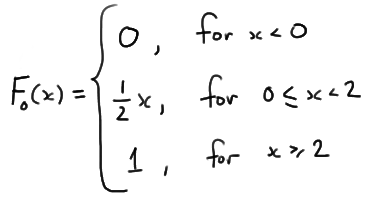 0, for x < 0
F₀(x) = { ½x, for 0 ≤ x < 2
1, for x ≥ 2